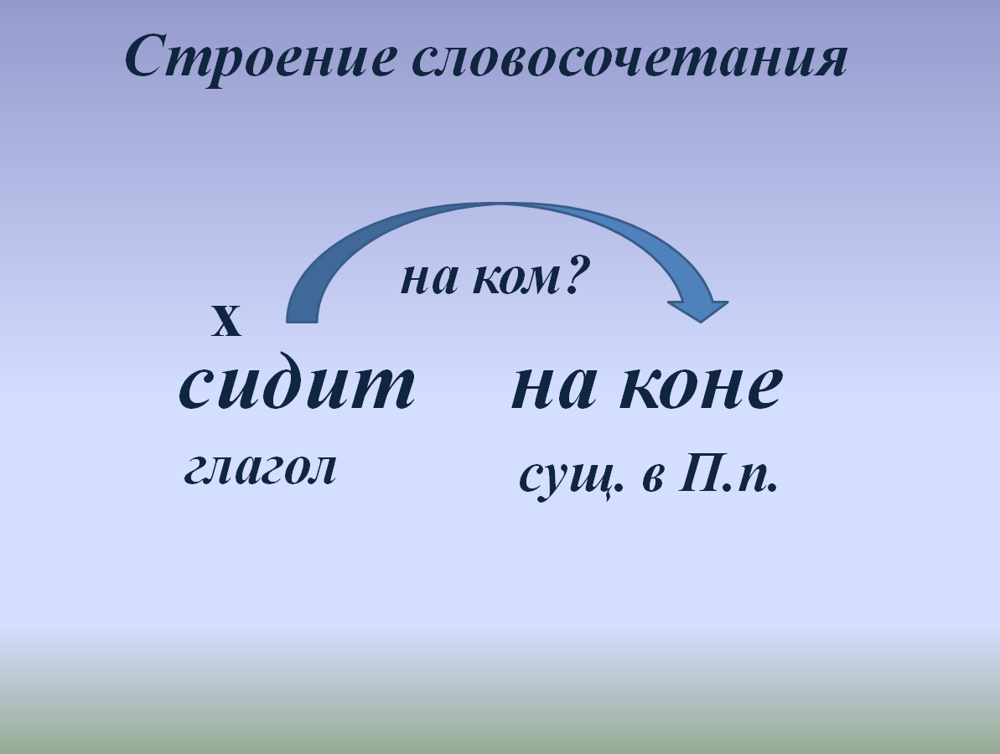 Строение словосочетания
на ком?
х
сидит на коне
глагол сущ. в П.п.